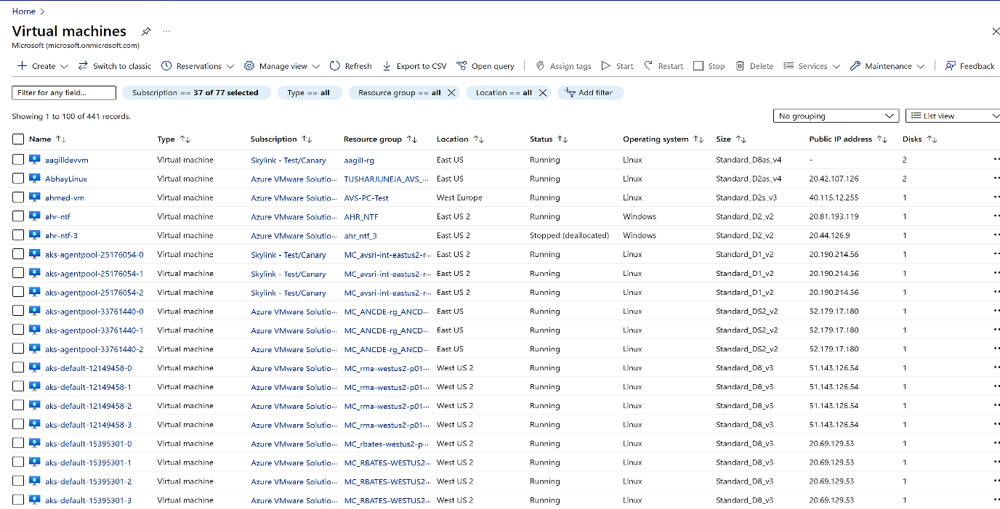 Home
Virtual machines
Microsoft (microsoft.onmicrosoft.com)
Create Switch to classic Reservations Manage view Refresh Export to CSV Open query Assign tags Start Restart Stop Delete Services Maintenance Feedback
Filter for any field... Subscription == 37 of 77 selected Type == all Resource group == all Location == all Add filter
Showing 1 to 100 of 441 records. No grouping List view
Name Type Subscription Resource group Location Status Operating system Size Public IP address Disks
aagilldevvm Virtual machine Skylink - Test/Canary aagill-rg East US Running Linux Standard_D8as_v4 - 2
AbhayLinux Virtual machine Azure VMware Solutio... TUSHARJUNEJA_AVS_... East US Running Linux Standard_D2as_v4 20.42.107.126 2
ahmed-vm Virtual machine Azure VMware Solutio... AVS-PC-Test West Europe Running Linux Standard_D2s_v3 40.115.12.255 1
ahr-ntf Virtual machine Azure VMware Solutio... AHR_NTF East US 2 Running Windows Standard_D2_v2 20.81.193.119 1
ahr-ntf-3 Virtual machine Azure VMware Solutio... ahr_ntf_3 East US 2 Stopped (deallocated) Windows Standard_D2_v2 20.44.126.9 1
aks-agentpool-25176054-0 Virtual machine Skylink - Test/Canary MC_avsri-int-eastus2-r... East US 2 Running Linux Standard_D1_v2 20.190.214.56 1
aks-agentpool-25176054-1 Virtual machine Skylink - Test/Canary MC_avsri-int-eastus2-r... East US 2 Running Linux Standard_D1_v2 20.190.214.56 1
aks-agentpool-25176054-2 Virtual machine Skylink - Test/Canary MC_avsri-int-eastus2-r... East US 2 Running Linux Standard_D1_v2 20.190.214.56 1
aks-agentpool-33761440-0 Virtual machine Azure VMware Solutio... MC_ANCDE-rg_ANCD... East US Running Linux Standard_DS2_v2 52.179.17.180 1
aks-agentpool-33761440-1 Virtual machine Azure VMware Solutio... MC_ANCDE-rg_ANCD... East US Running Linux Standard_DS2_v2 52.179.17.180 1
aks-agentpool-33761440-2 Virtual machine Azure VMware Solutio... MC_ANCDE-rg_ANCD... East US Running Linux Standard_DS2_v2 52.179.17.180 1
aks-default-12149458-0 Virtual machine Azure VMware Solutio... MC_rma-westus2-p01... West US 2 Running Linux Standard_D8_v3 51.143.126.54 1
aks-default-12149458-1 Virtual machine Azure VMware Solutio... MC_rma-westus2-p01... West US 2 Running Linux Standard_D8_v3 51.143.126.54 1
aks-default-12149458-2 Virtual machine Azure VMware Solutio... MC_rma-westus2-p01... West US 2 Running Linux Standard_D8_v3 51.143.126.54 1
aks-default-12149458-3 Virtual machine Azure VMware Solutio... MC_rma-westus2-p01... West US 2 Running Linux Standard_D8_v3 51.143.126.54 1
aks-default-15395301-0 Virtual machine Azure VMware Solutio... MC_rbates-westus2-p... West US 2 Running Linux Standard_D8_v3 20.69.129.53 1
aks-default-15395301-1 Virtual machine Azure VMware Solutio... MC_RBATES-WESTUS2... West US 2 Running Linux Standard_D8_v3 20.69.129.53 1
aks-default-15395301-2 Virtual machine Azure VMware Solutio... MC_RBATES-WESTUS2... West US 2 Running Linux Standard_D8_v3 20.69.129.53 1
aks-default-15395301-3 Virtual machine Azure VMware Solutio... MC_RBATES-WESTUS2... West US 2 Running Linux Standard_D8_v3 20.69.129.53 1